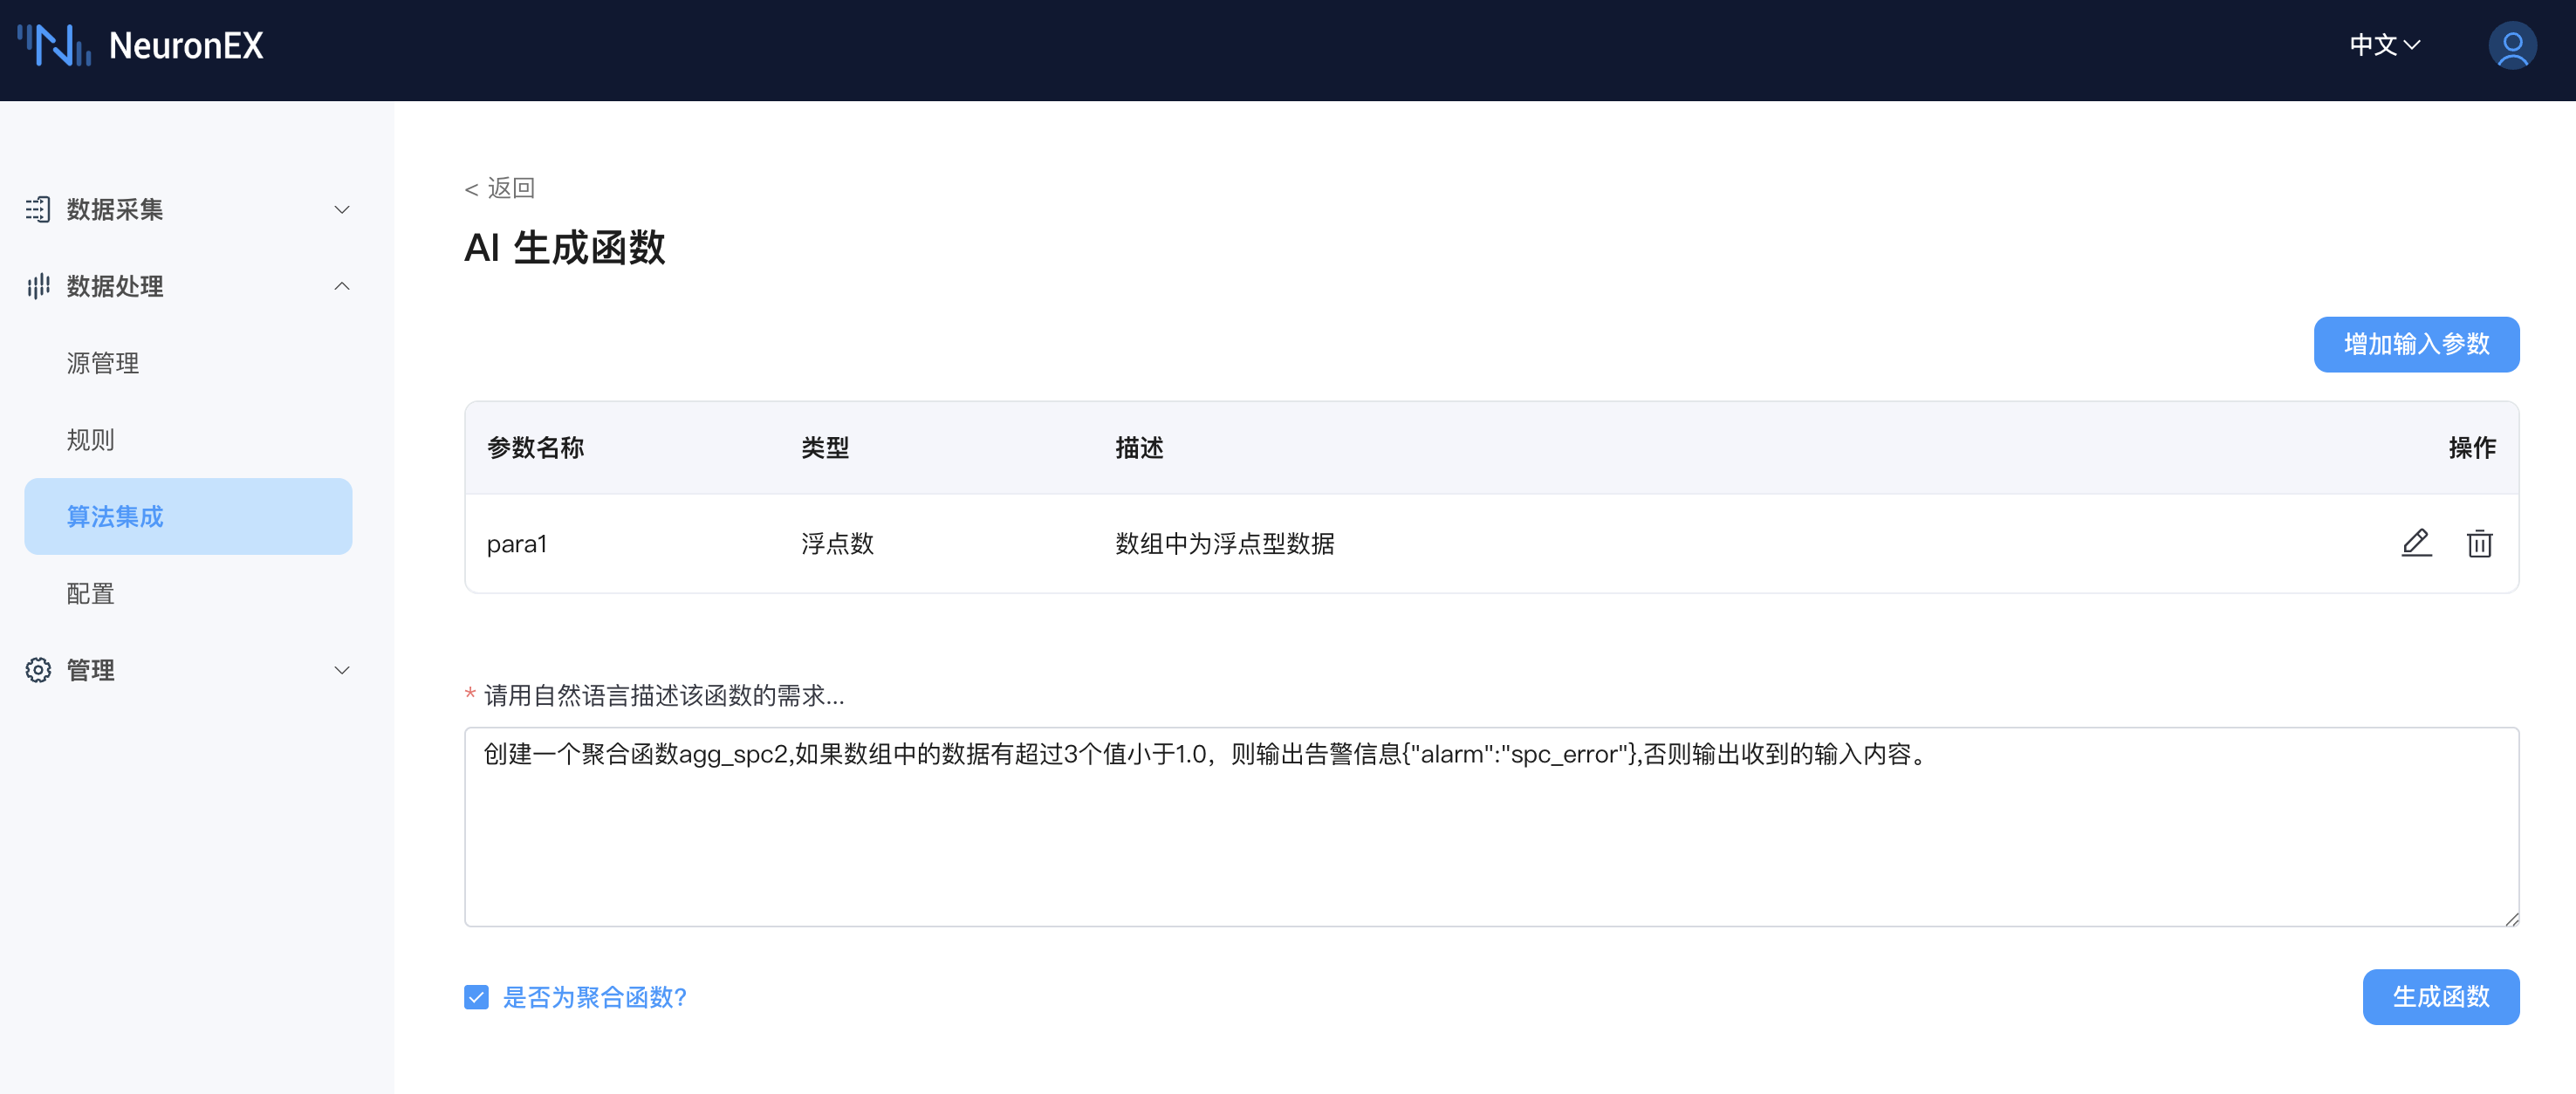 NeuronEX
中文
数据采集
数据处理
源管理
规则
算法集成
配置
管理
< 返回
AI 生成函数
增加输入参数
参数名称 类型 描述 操作
para1 浮点数 数组中为浮点型数据
* 请用自然语言描述该函数的需求...
创建一个聚合函数agg_spc2,如果数组中的数据有超过3个值小于1.0，则输出告警信息{"alarm":"spc_error"},否则输出收到的输入内容。
是否为聚合函数?
生成函数